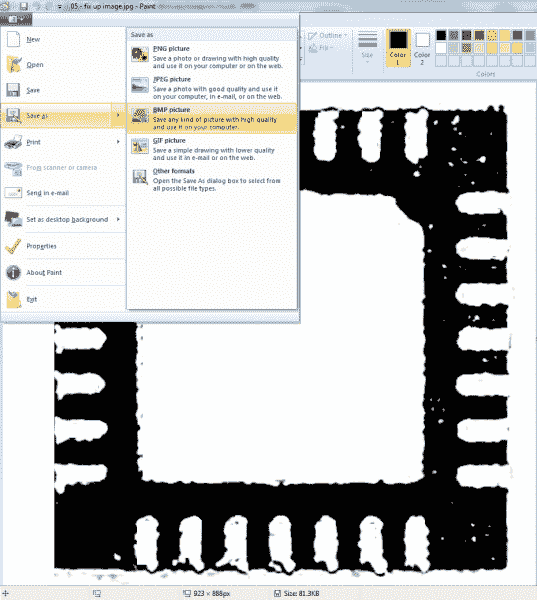 05 - fix up image.jpg - Paint
Outline
Fill
Size
Color
1
Color
2
Colors
New
Open
Save
Save as
Print
From scanner or camera
Send in e-mail
Set as desktop background
Properties
About Paint
Exit
Save as
PNG picture
Save a photo or drawing with high quality
and use it on your computer or on the web.
JPEG picture
Save a photo with good quality and use it
on your computer, in e-mail, or on the web.
BMP picture
Save any kind of picture with high quality
and use it on your computer.
GIF picture
Save a simple drawing with lower quality
and use it in e-mail or on the web.
Other formats
Open the Save As dialog box to select from
all possible file types.
923 × 888px
Size: 81.3KB